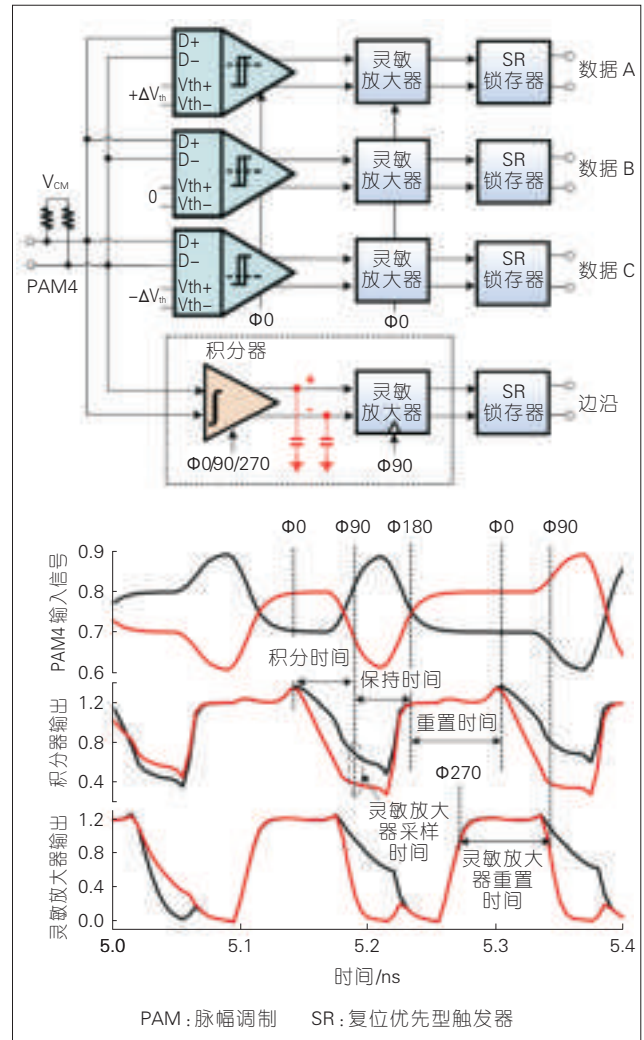 D+
D−
Vth+
+ΔVth
Vth−
灵敏
放大器
SR
锁存器
数据 A
D+
D−
Vth+
0
Vth−
灵敏
放大器
SR
锁存器
数据 B
VCM
D+
D−
Vth+
−ΔVth
Vth−
灵敏
放大器
SR
锁存器
数据 C
PAM4
Φ0
Φ0
积分器
+
-
灵敏
放大器
SR
锁存器
边沿
Φ0/90/270
Φ90
Φ0 Φ90 Φ180 Φ0 Φ90
PAM4 输入信号
0.9
0.8
0.7
0.6
积分时间
保持时间
重置时间
积分器输出
1.2
0.8
0.4
Φ270
灵敏放大
器采样
时间
灵敏放大
器重置
时间
灵敏放大器输出
1.2
0.8
0.4
0.0
5.0 5.1 5.2 5.3 5.4
时间/ns
PAM：脉幅调制 SR：复位优先型触发器